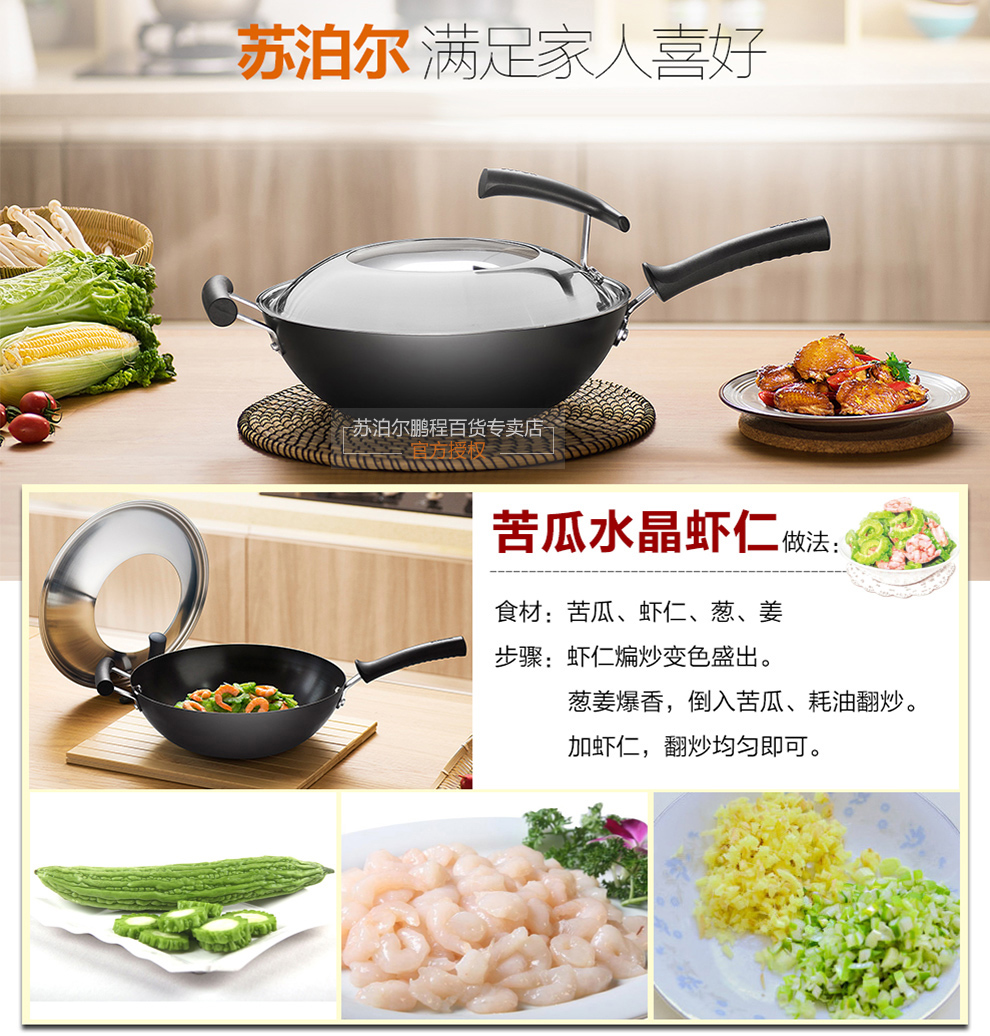 苏泊尔 满足家人喜好
苏泊尔鹏程百货专卖店
官方授权
苦瓜水晶虾仁 做法:
食材：苦瓜、虾仁、葱、姜
步骤：虾仁煸炒变色盛出。
葱姜爆香，倒入苦瓜、耗油翻炒。
加虾仁，翻炒均匀即可。